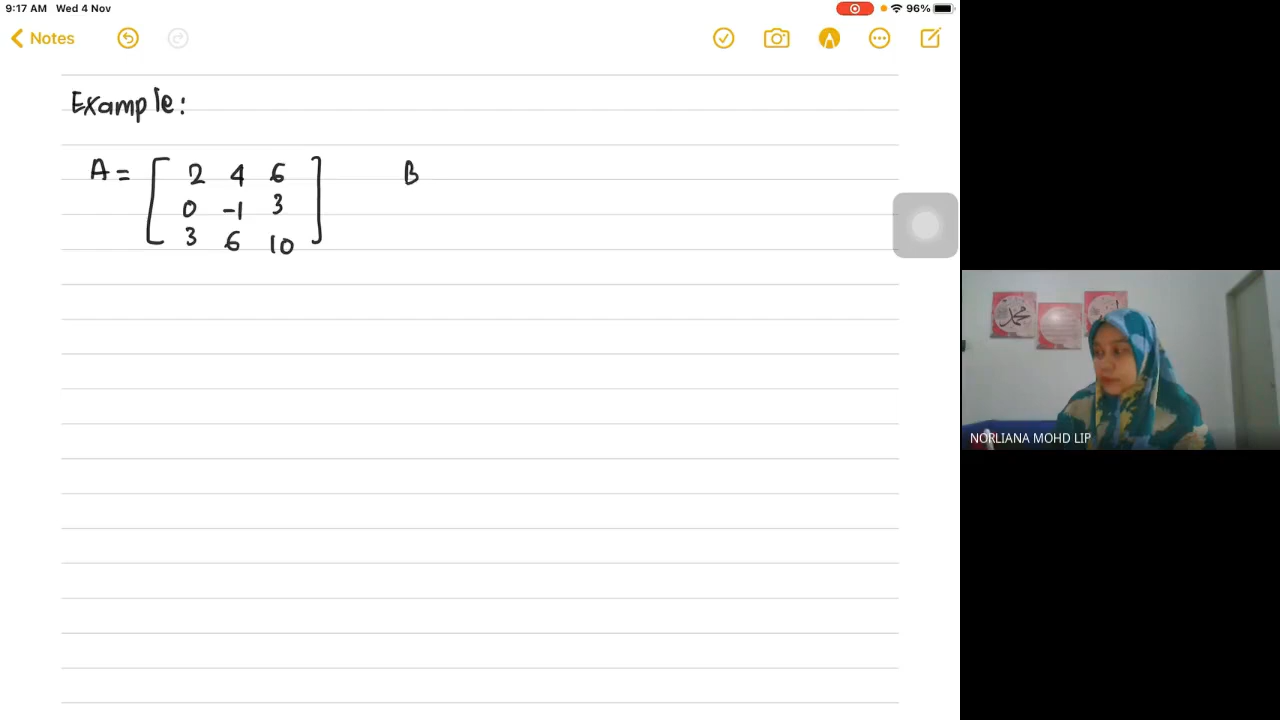 9:17 AM Wed 4 Nov 96%
Notes
Example:
A = [ 2 4 6 ] B
0 -1 3
3 6 10
NORLIANA MOHD LIP